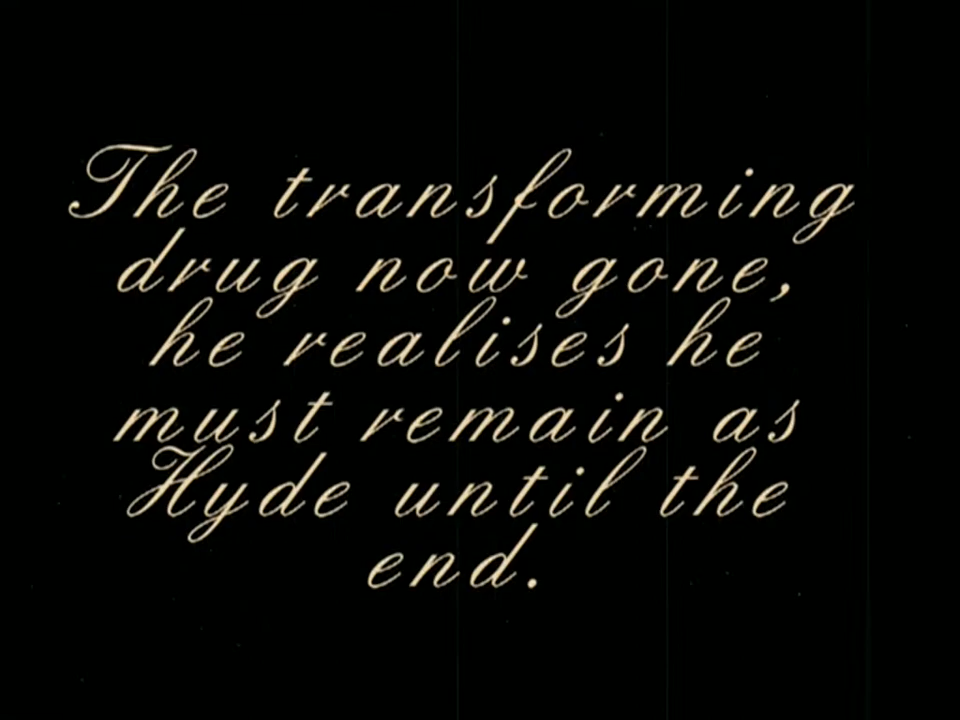 The transforming
drug now gone,
he realises he
must remain as
Hyde until the
end.